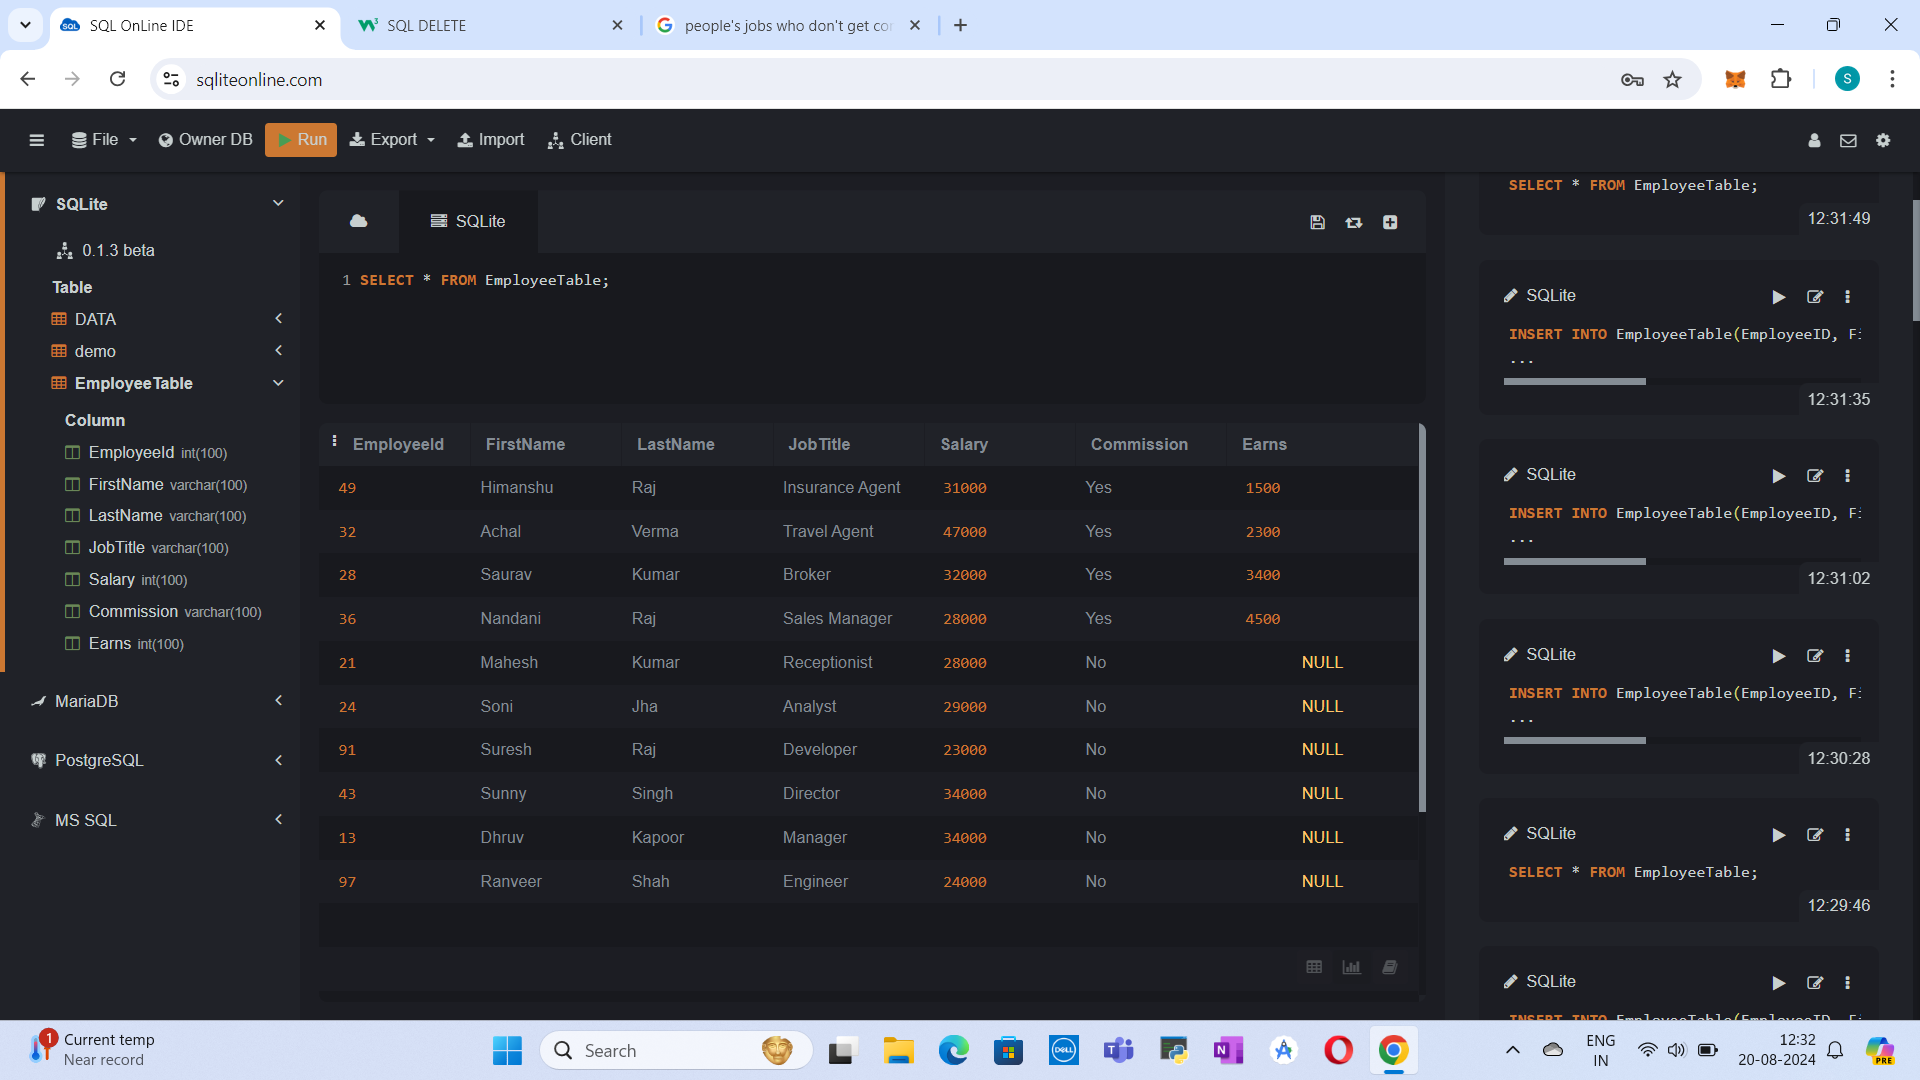 SQL OnLine IDE
SQL DELETE
people's jobs who don't get
sqliteonline.com
S
File
Owner DB
Run
Export
Import
Client
SQLite
0.1.3 beta
Table
DATA
demo
EmployeeTable
Column
EmployeeId int(100)
FirstName varchar(100)
LastName varchar(100)
JobTitle varchar(100)
Salary int(100)
Commission varchar(100)
Earns int(100)
MariaDB
PostgreSQL
MS SQL
SQLite
1 SELECT * FROM EmployeeTable;
EmployeeId FirstName LastName JobTitle Salary Commission Earns
49 Himanshu Raj Insurance Agent 31000 Yes 1500
32 Achal Verma Travel Agent 47000 Yes 2300
28 Saurav Kumar Broker 32000 Yes 3400
36 Nandani Raj Sales Manager 28000 Yes 4500
21 Mahesh Kumar Receptionist 28000 No NULL
24 Soni Jha Analyst 29000 No NULL
91 Suresh Raj Developer 23000 No NULL
43 Sunny Singh Director 34000 No NULL
13 Dhruv Kapoor Manager 34000 No NULL
97 Ranveer Shah Engineer 24000 No NULL
SELECT * FROM EmployeeTable;
12:31:49
SQLite
INSERT INTO EmployeeTable(EmployeeID,
...
12:31:35
SQLite
INSERT INTO EmployeeTable(EmployeeID,
...
12:31:02
SQLite
INSERT INTO EmployeeTable(EmployeeID,
...
12:30:28
SQLite
SELECT * FROM EmployeeTable;
12:29:46
SQLite
1
Current temp
Near record
Search
DELL
ENG
IN
12:32
20-08-2024
PRE